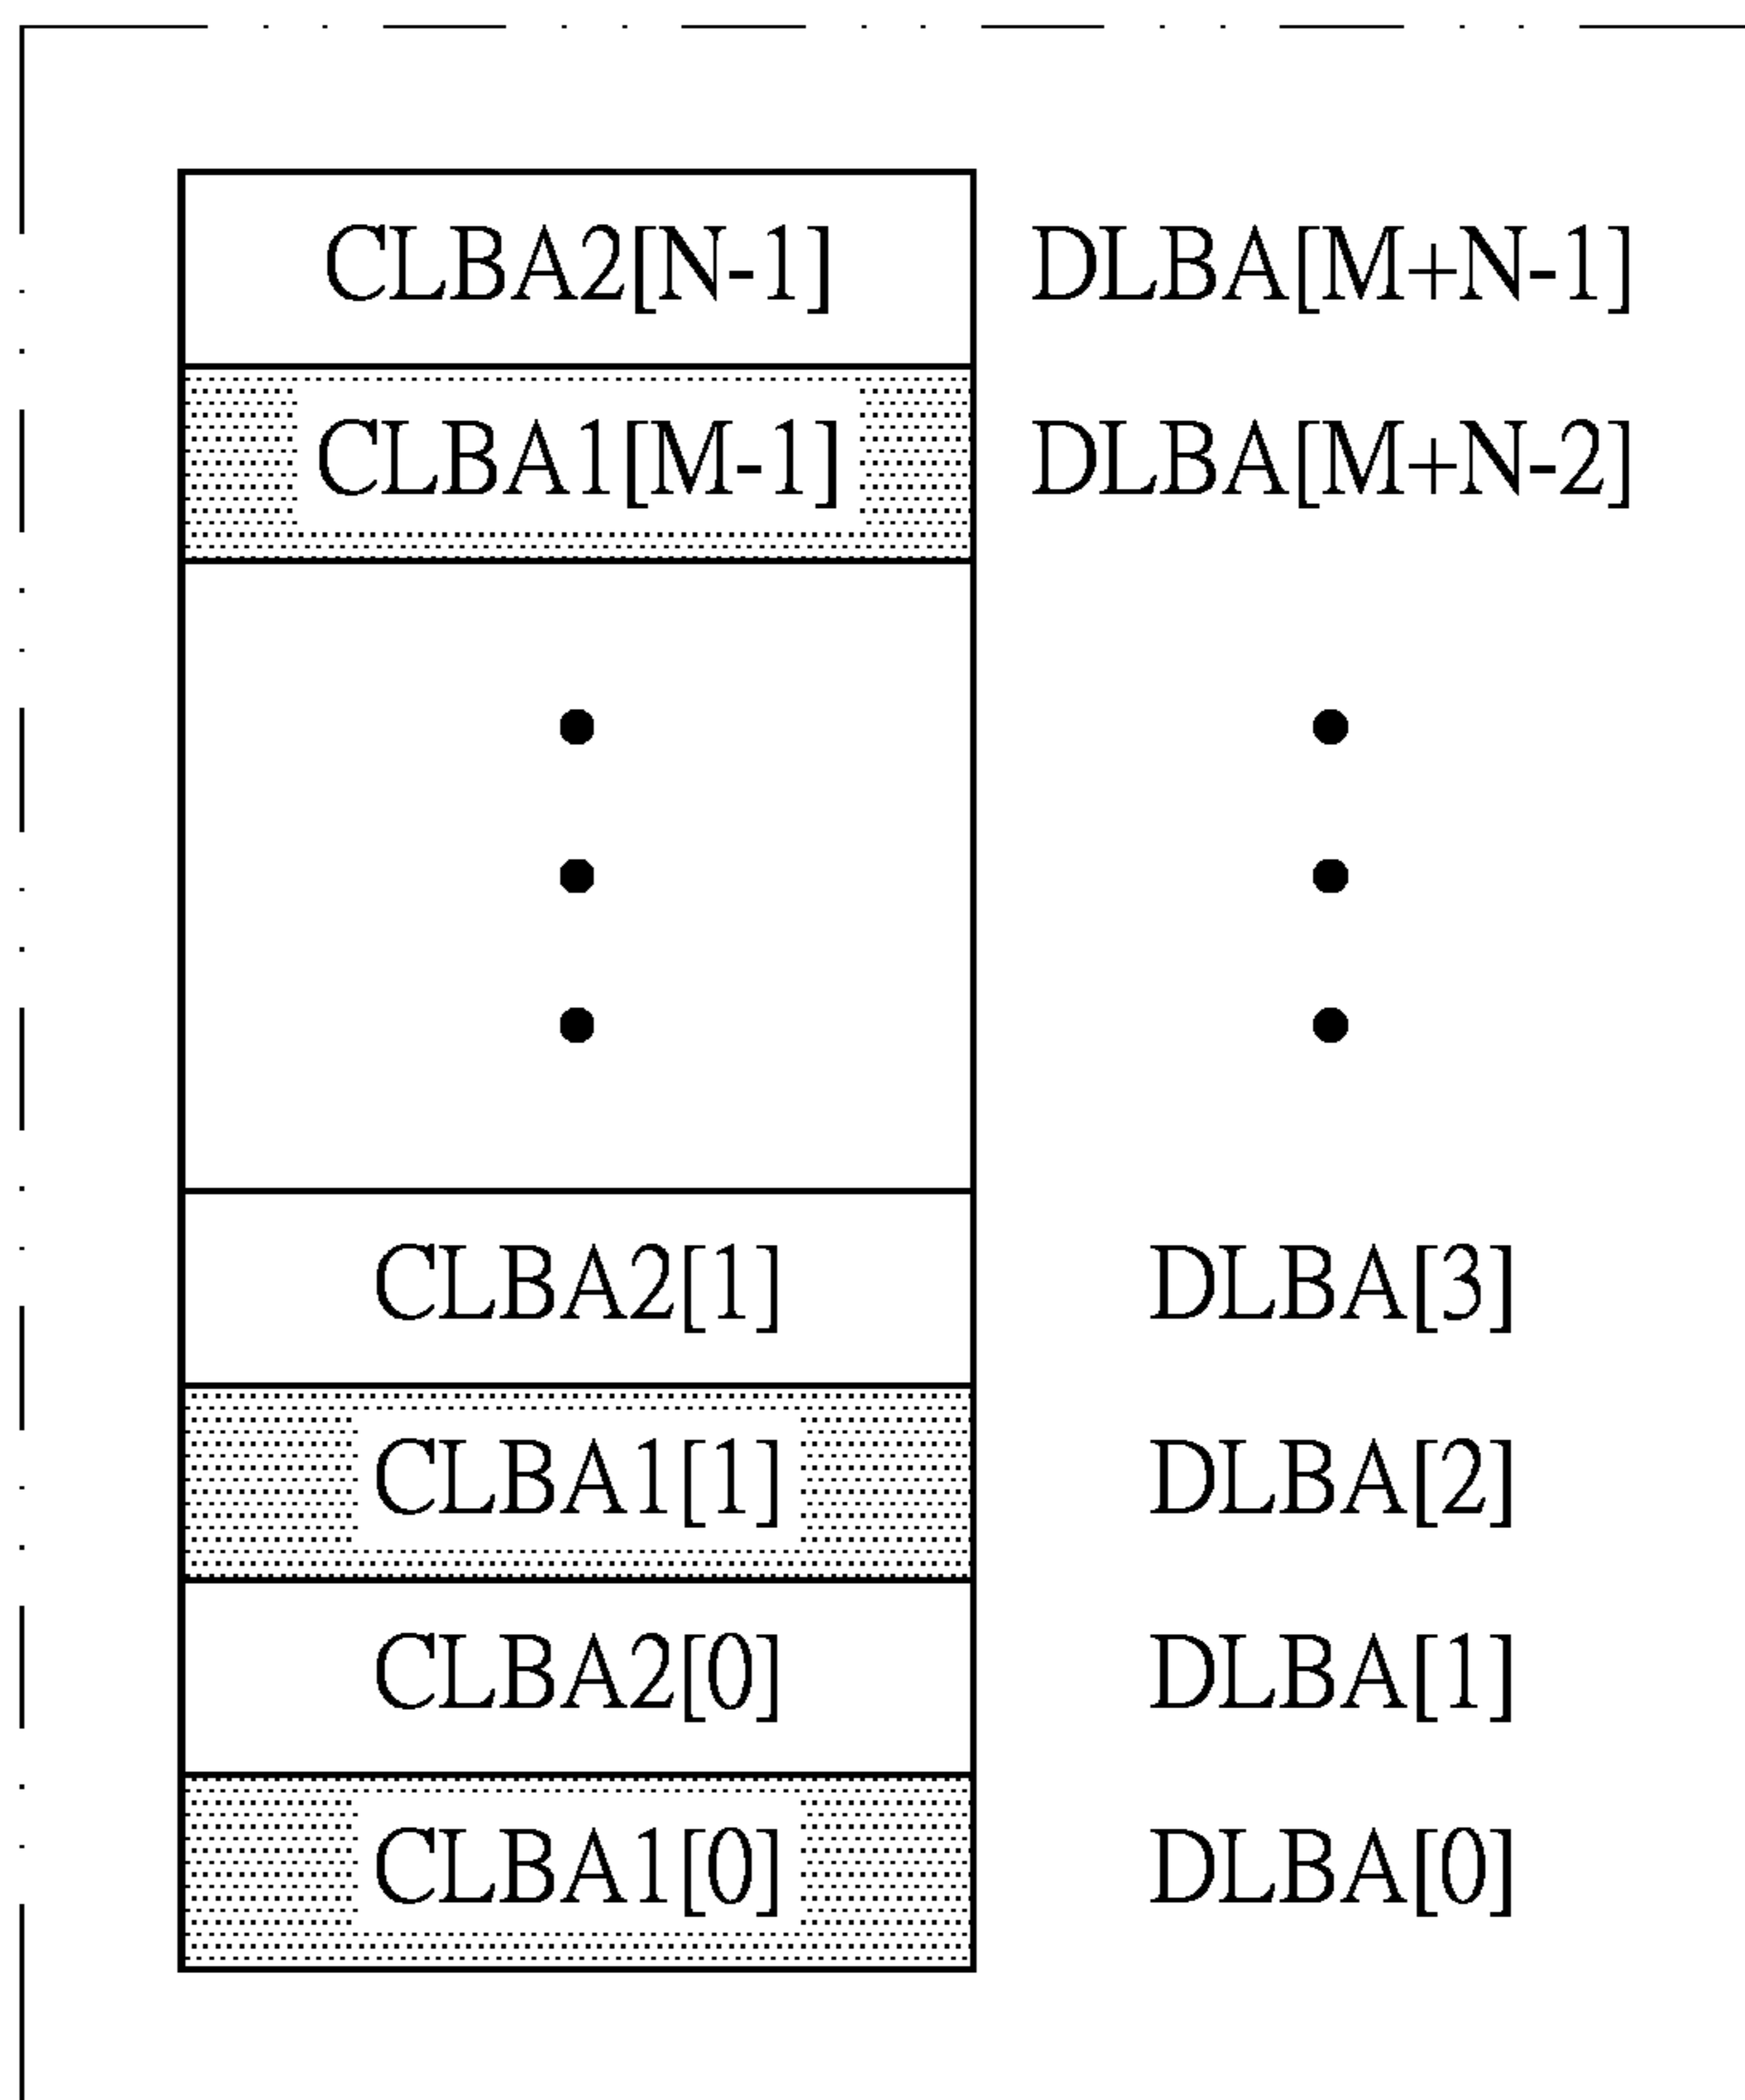 CLBA2[N-1] DLBA[M+N-1]
CLBA1[M-1] DLBA[M+N-2]
CLBA2[1] DLBA[3]
CLBA1[1] DLBA[2]
CLBA2[0] DLBA[1]
CLBA1[0] DLBA[0]